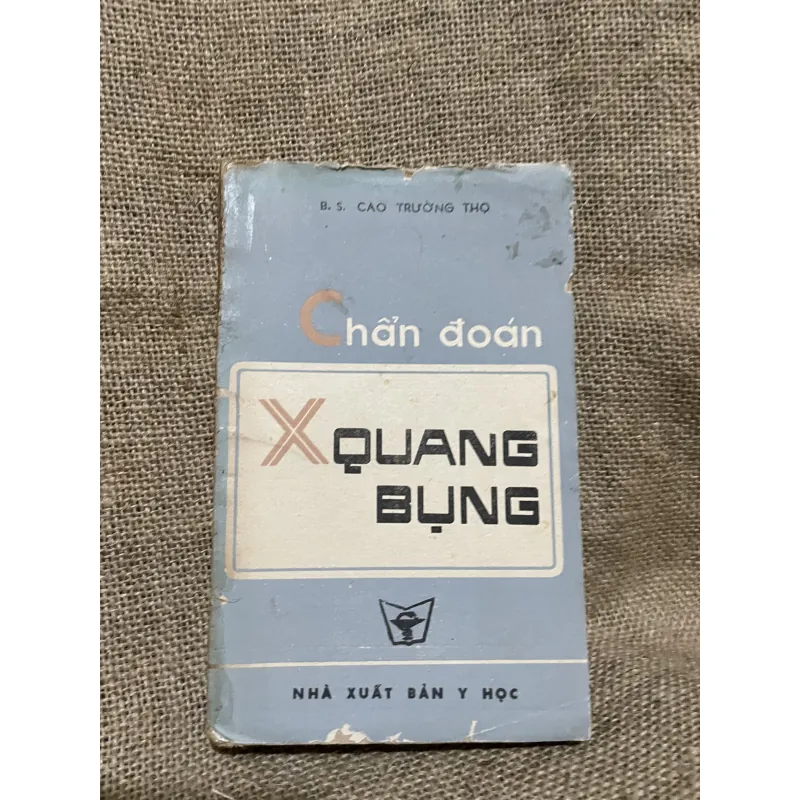 B. S. CAO TRƯỜNG THỌ
Chẩn đoán
X QUANG
BỤNG
NHÀ XUẤT BẢN Y HỌC